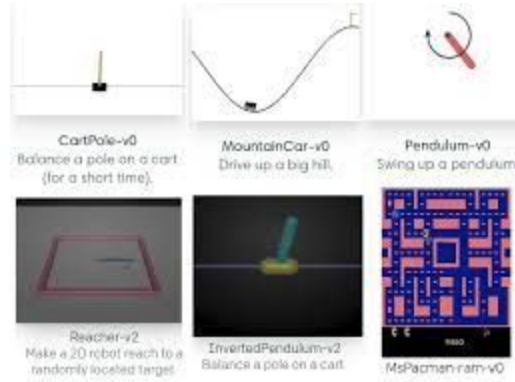 CartPole-v0
Balance a pole on a cart
(for a short time).
MountainCar-v0
Drive up a big hill.
Pendulum-v0
Swing up a pendulum
Reacher-v2
Make a 2D robot reach to a
randomly located target.
InvertedPendulum-v2
Balance a pole on a cart
MsPacman-ram-v0